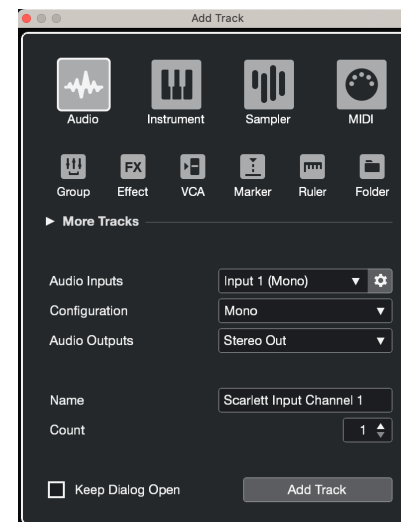 Add Track
Audio Instrument Sampler MIDI
FX
Group Effect VCA Marker Ruler Folder
▶ More Tracks
Audio Inputs Input 1 (Mono)
Configuration Mono
Audio Outputs Stereo Out
Name Scarlett Input Channel 1
Count 1
Keep Dialog Open Add Track